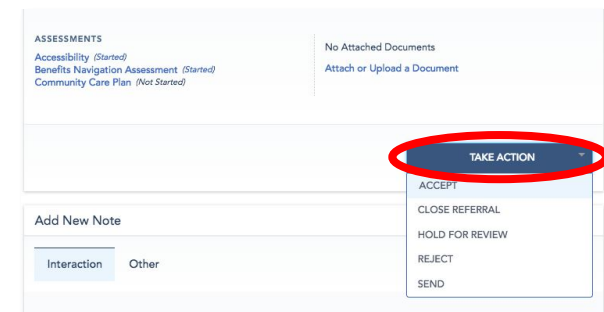 ASSESSMENTS
Accessibility (Started)
Benefits Navigation Assessment (Started)
Community Care Plan (Not Started)
No Attached Documents
Attach or Upload a Document
TAKE ACTION
ACCEPT
CLOSE REFERRAL
HOLD FOR REVIEW
REJECT
SEND
Add New Note
Interaction Other